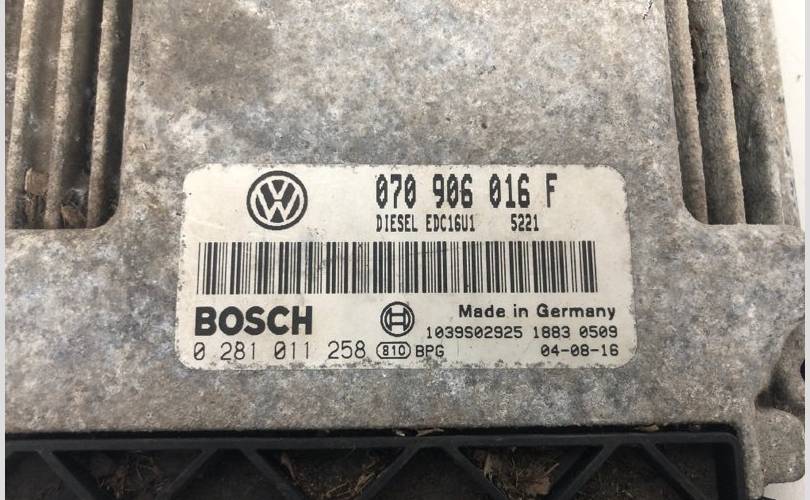 070 906 016 F
DIESEL EDC16U1 5221
BOSCH
Made in Germany
1039S02925 1883 0509
0 281 011 258 810 BPG 04-08-16